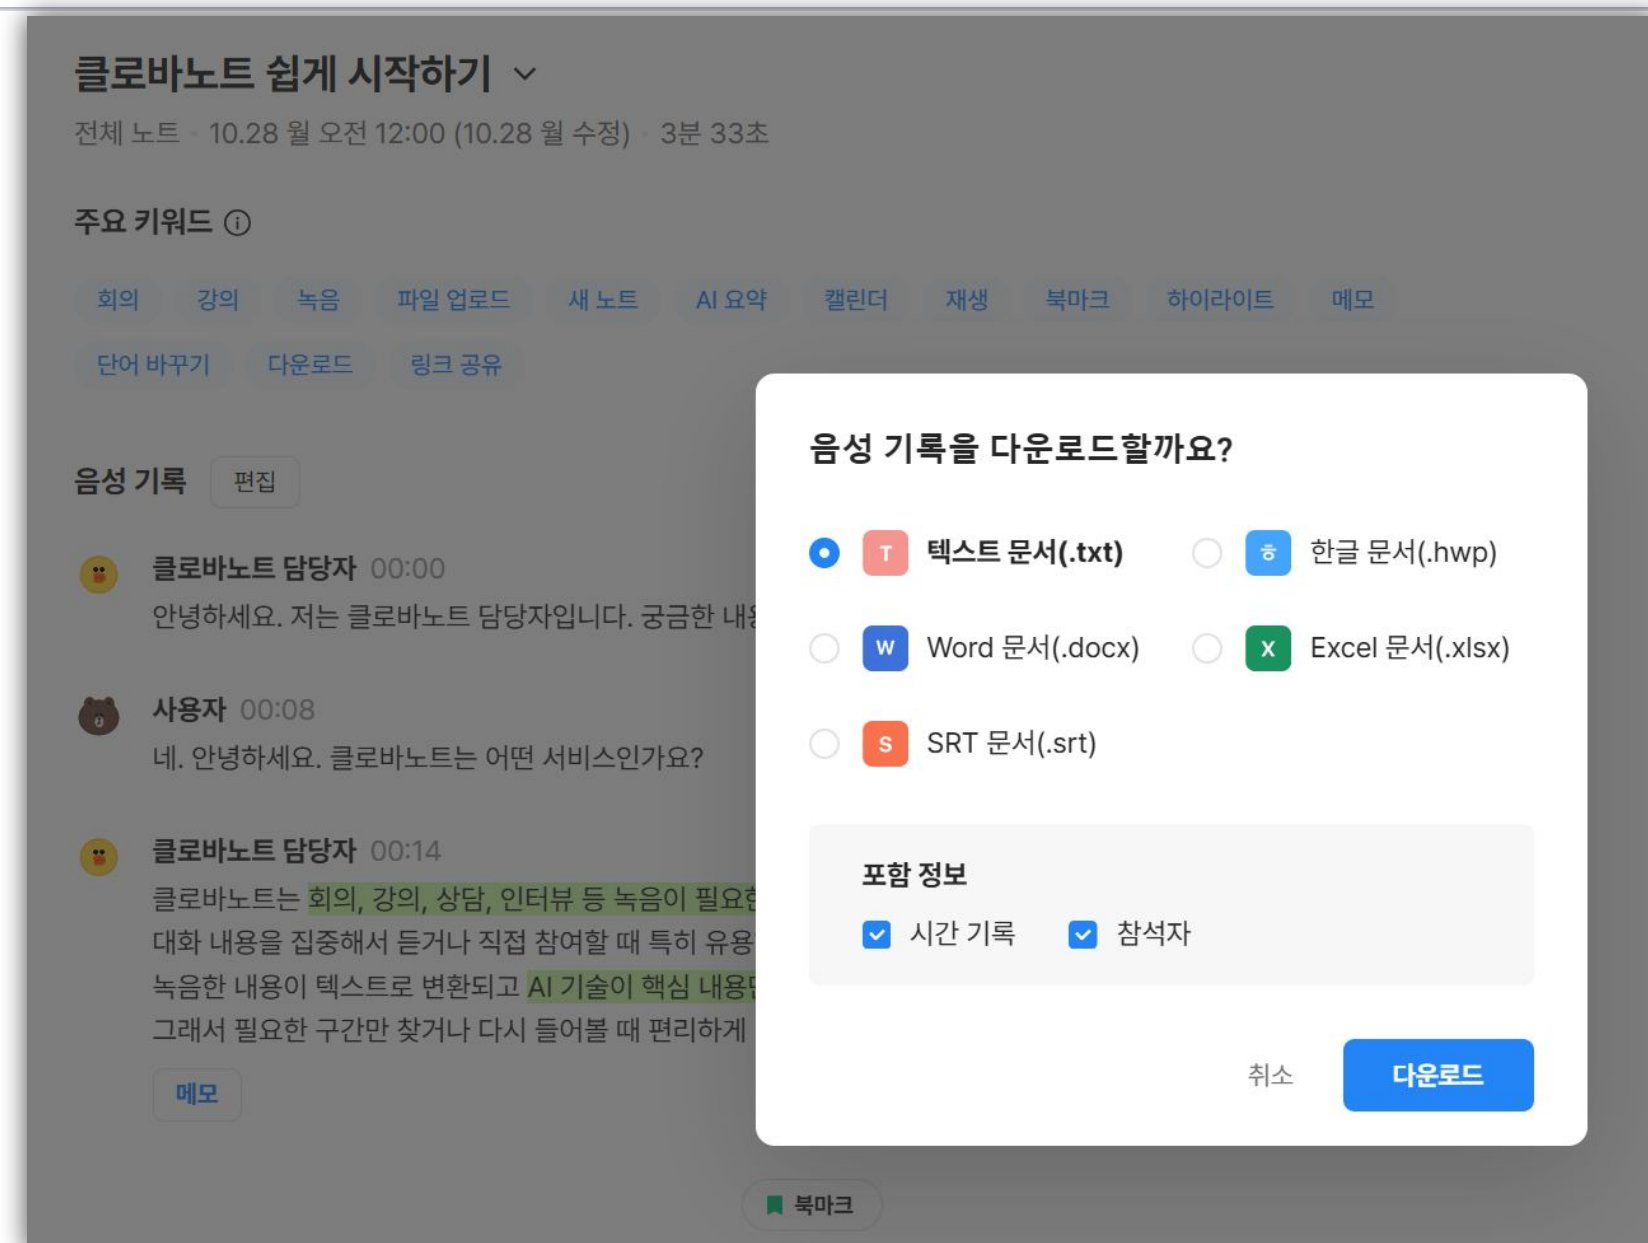 클로바노트 쉽게 시작하기
전체 노트 · 10.28 월 오전 12:00 (10.28 월 수정) · 3분 33초
주요 키워드
회의 강의 녹음 파일 업로드 새 노트 AI 요약 캘린더 재생 북마크 하이라이트 메모
단어 바꾸기 다운로드 링크 공유
음성 기록 편집
클로바노트 담당자 00:00
안녕하세요. 저는 클로바노트 담당자입니다. 궁금한
사용자 00:08
네. 안녕하세요. 클로바노트는 어떤 서비스인가요?
클로바노트 담당자 00:14
클로바노트는 회의, 강의, 상담, 인터뷰 등 녹음이
대화 내용을 집중해서 듣거나 직접 참여할 때 특히 유용
녹음한 내용이 텍스트로 변환되고 AI 기술이 핵심
그래서 필요한 구간만 찾거나 다시 들어볼 때 편리하게
메모
북마크
음성 기록을 다운로드할까요?
T 텍스트 문서(.txt) ㅎ 한글 문서(.hwp)
W Word 문서(.docx) X Excel 문서(.xlsx)
S SRT 문서(.srt)
포함 정보
시간 기록 참석자
취소 다운로드